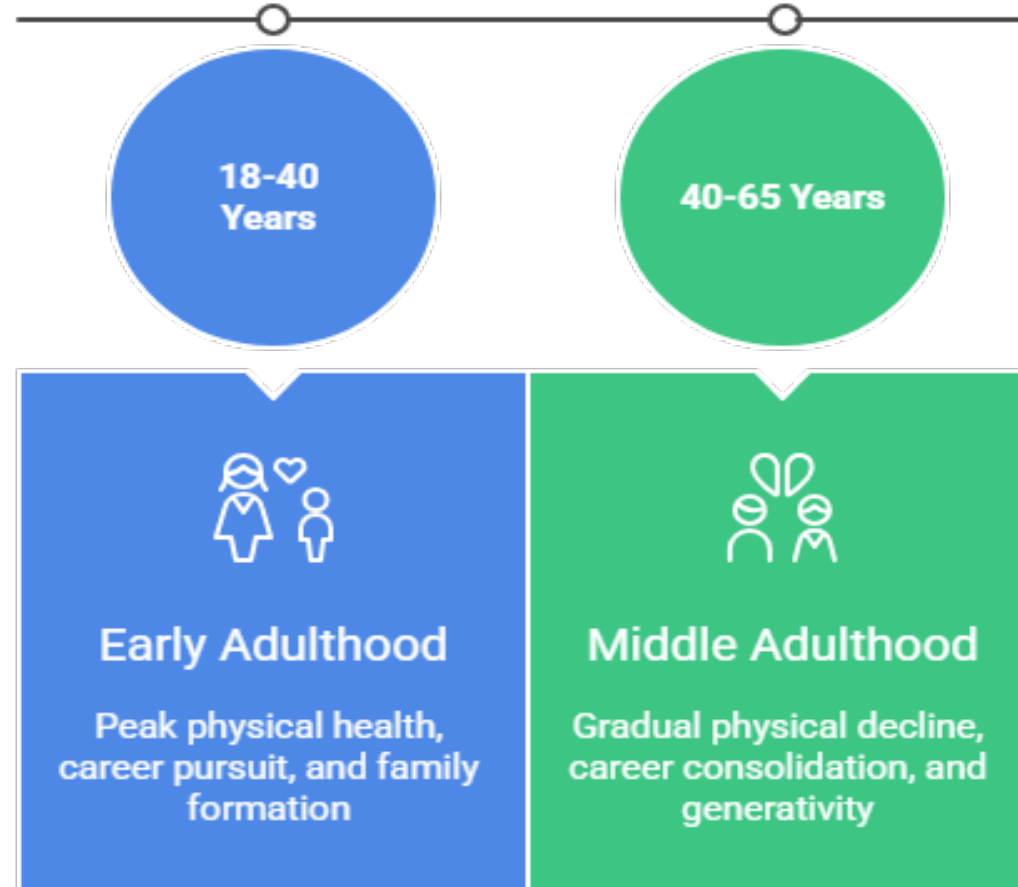 18-40
Years
40-65 Years
Early Adulthood
Peak physical health,
career pursuit, and family
formation
Middle Adulthood
Gradual physical decline,
career consolidation, and
generativity